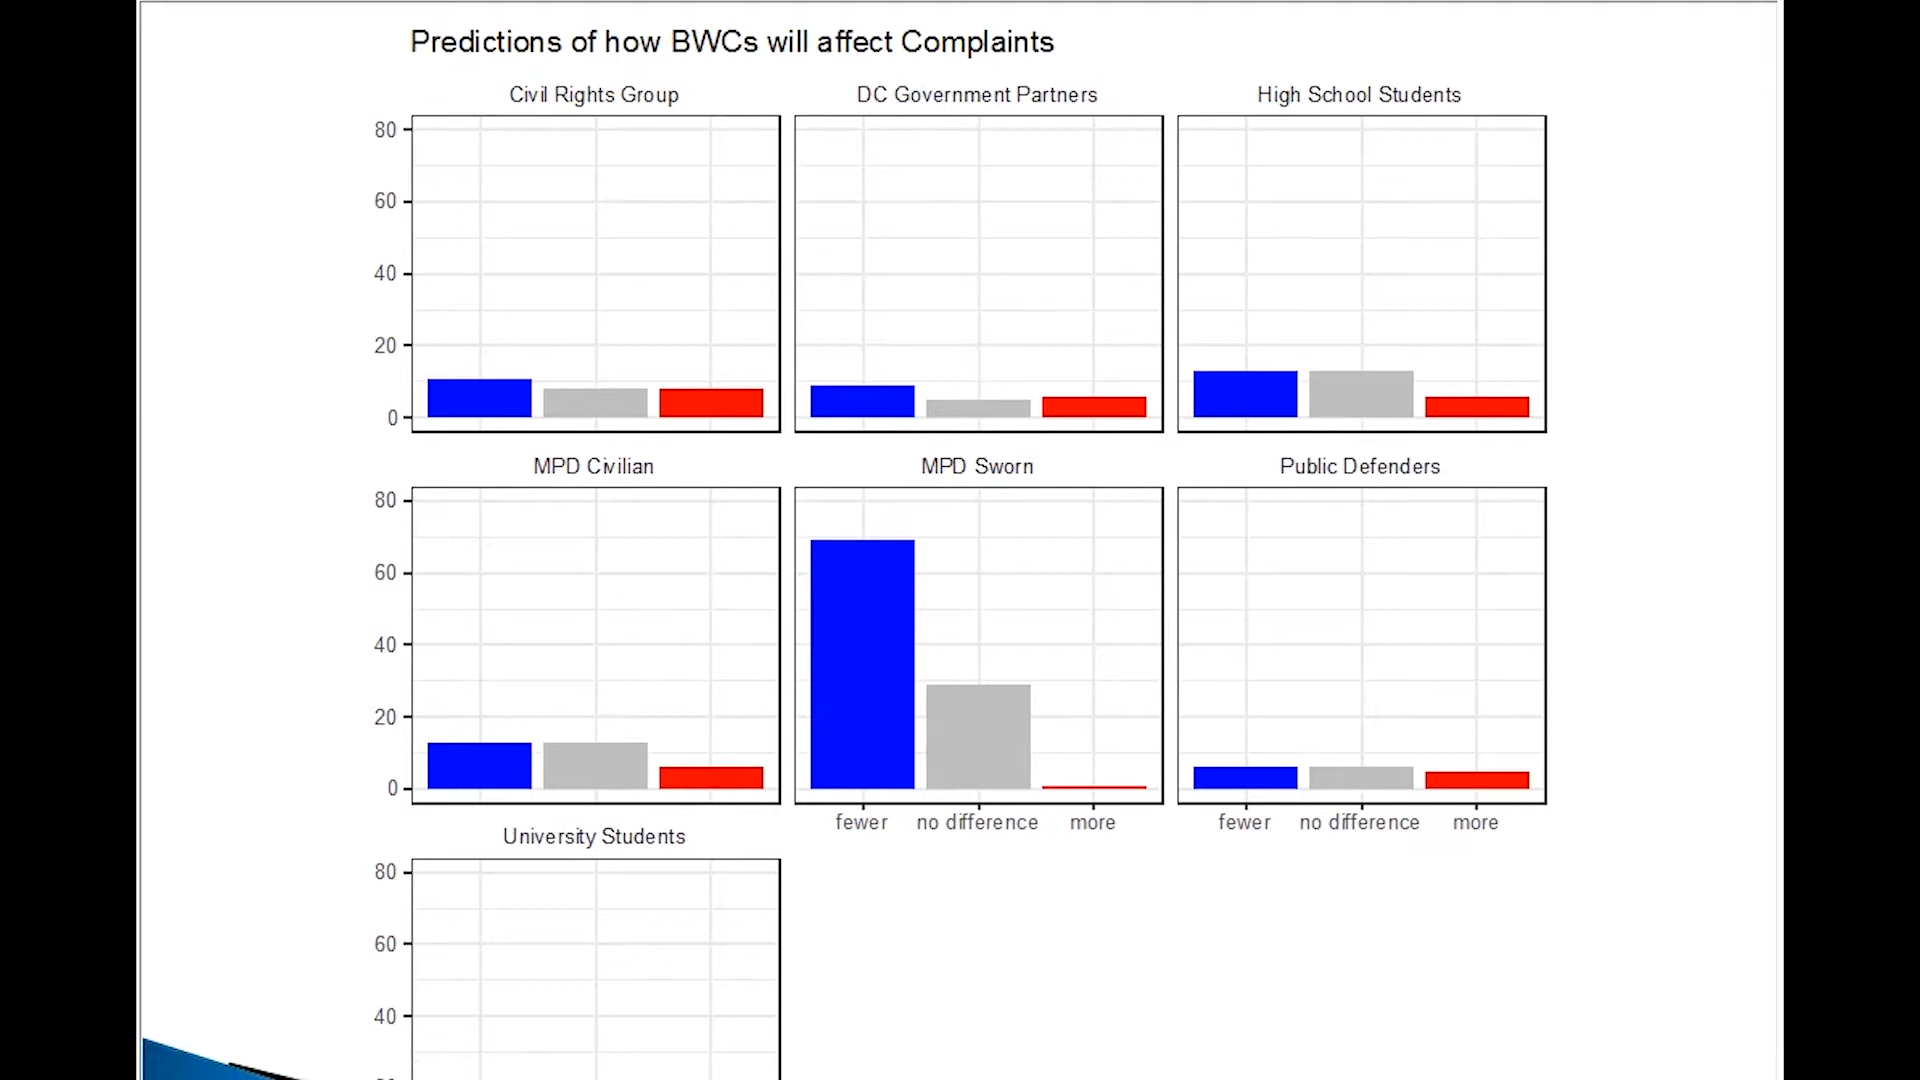 Predictions of how BWCs will affect Complaints
Civil Rights Group DC Government Partners High School Students
80
60
40
20
0
MPD Civilian MPD Sworn Public Defenders
80
60
40
20
0
fewer no difference more fewer no difference more
University Students
80
60
40